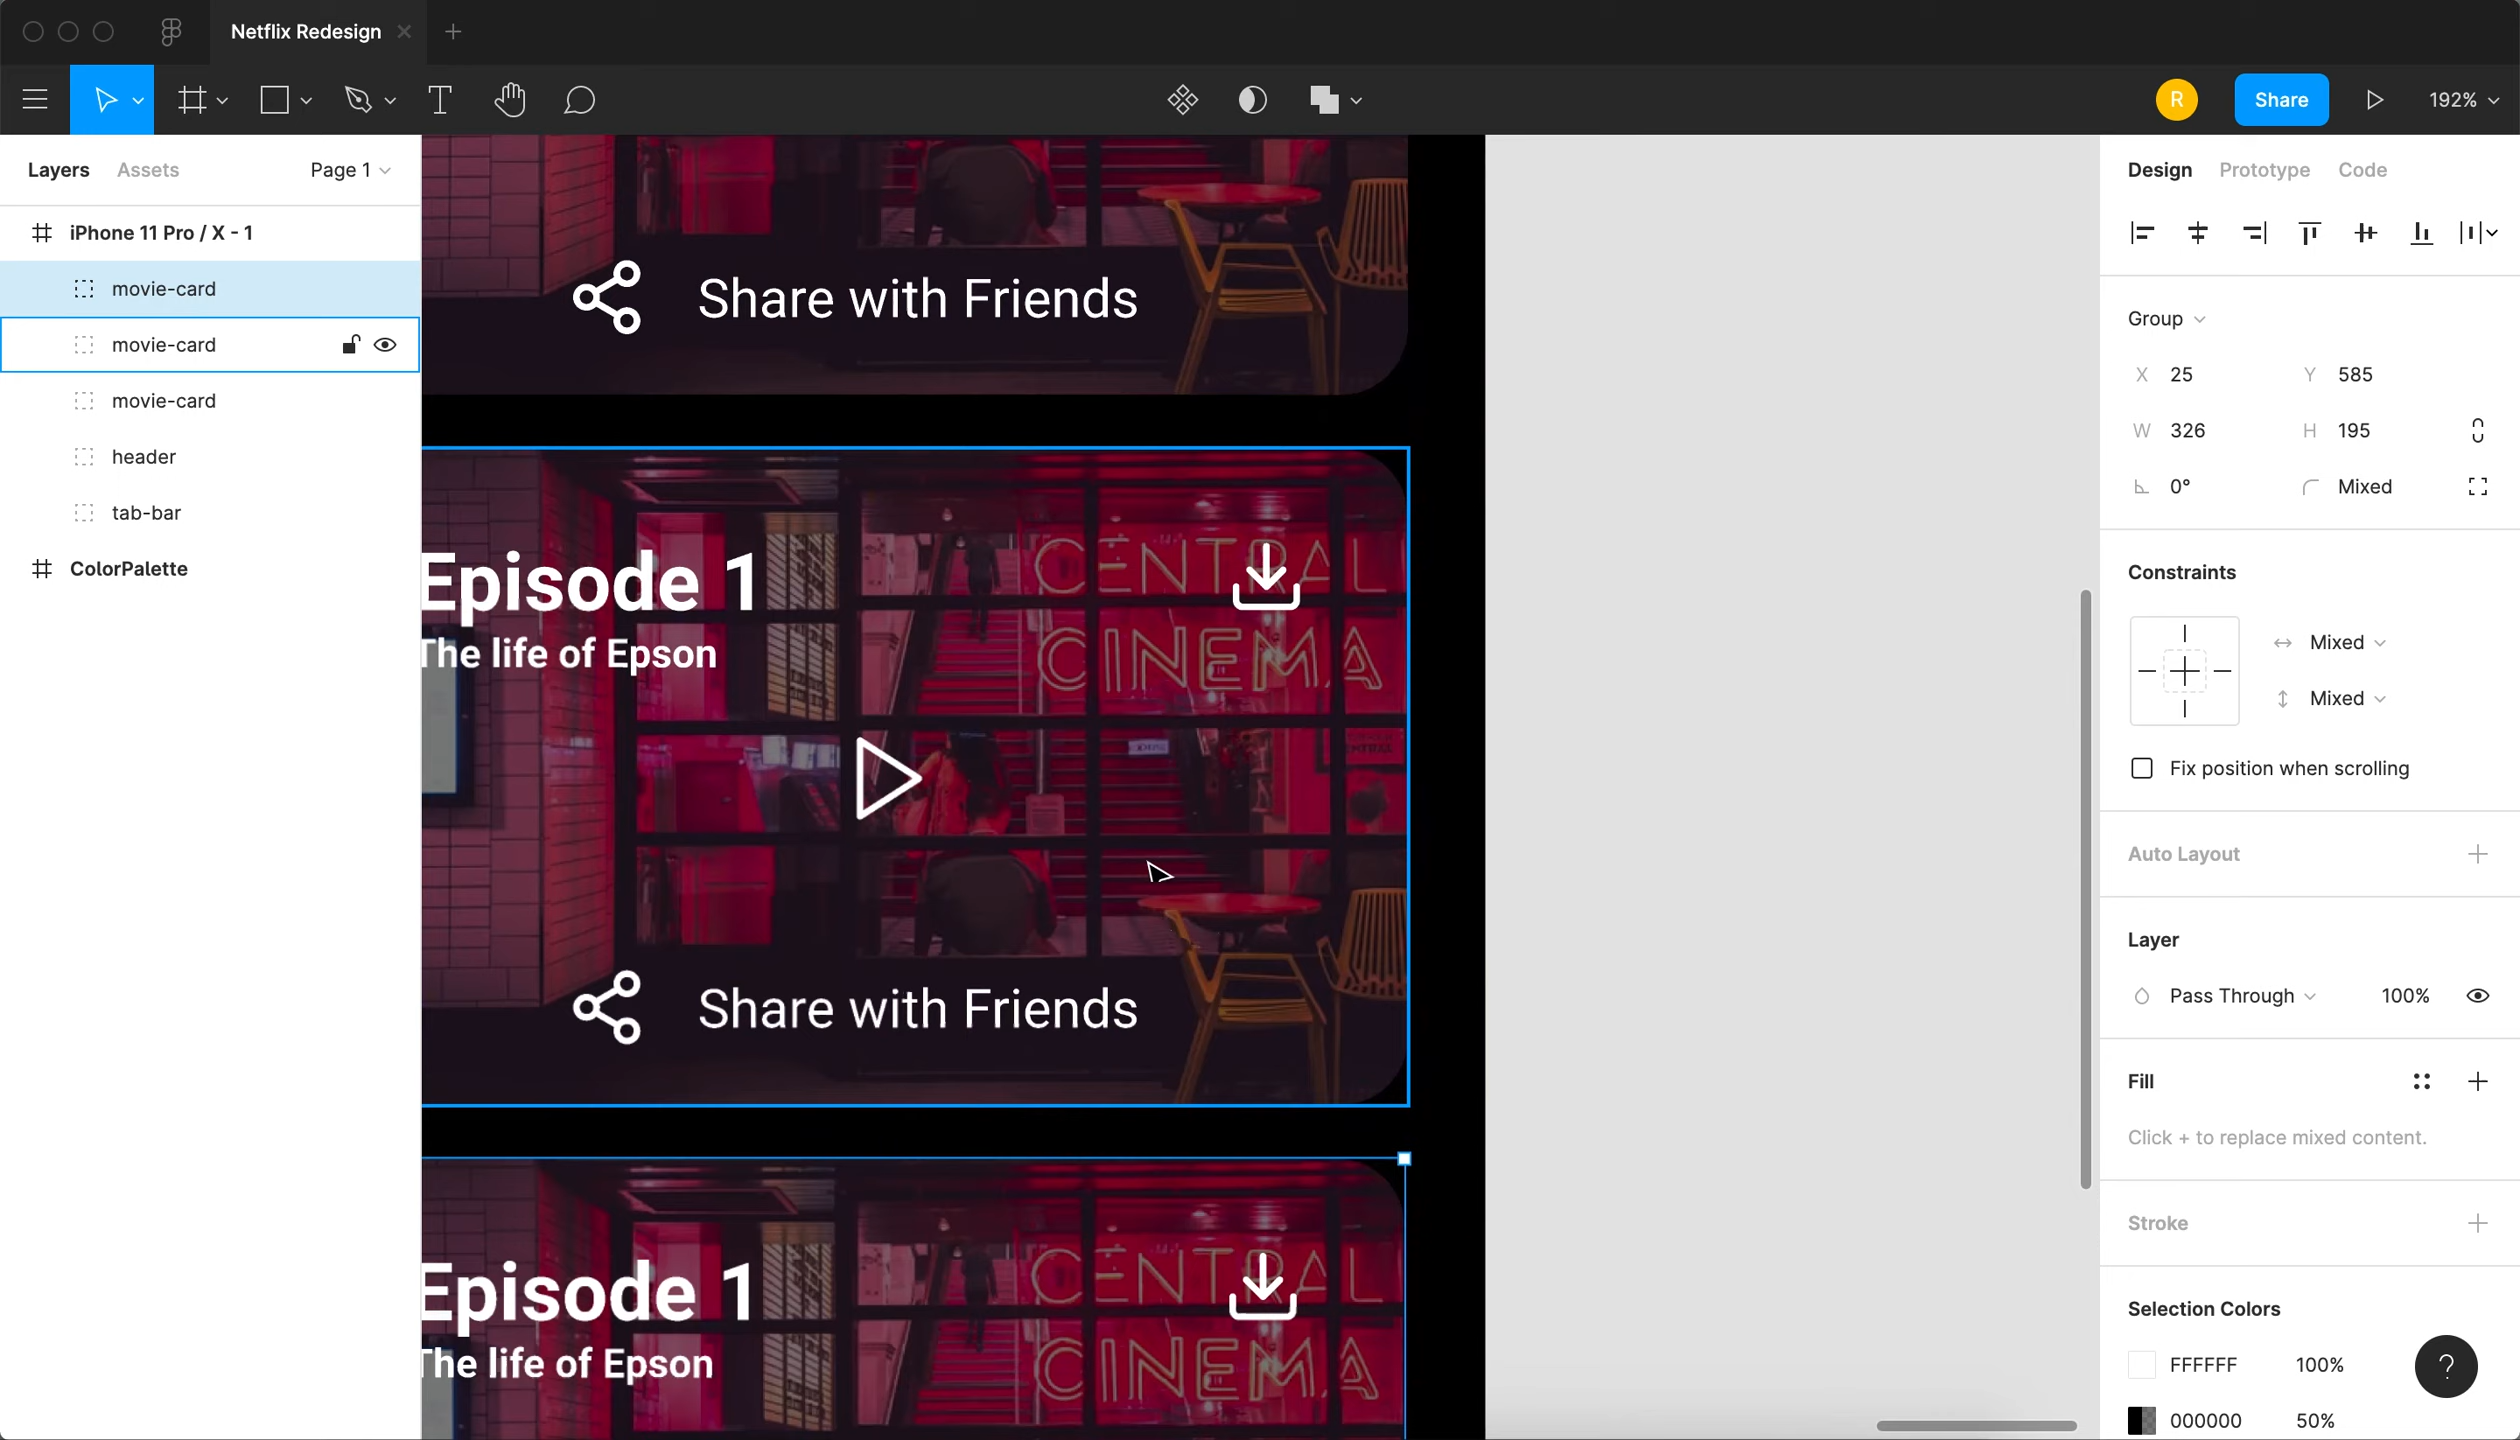 Netflix Redesign
R
Share
192%
Layers
Assets
Page 1
iPhone 11 Pro / X - 1
movie-card
movie-card
movie-card
header
tab-bar
ColorPalette
Share with Friends
CENTRAL
CINEMA
Episode 1
The life of Epson
Share with Friends
CENTRAL
CINEMA
Episode 1
The life of Epson
Design
Prototype
Code
Group
X 25
Y 585
W 326
H 195
0°
Mixed
Constraints
Mixed
Mixed
Fix position when scrolling
Auto Layout
Layer
Pass Through
100%
Fill
Click + to replace mixed content.
Stroke
Selection Colors
FFFFFF 100%
?
000000 50%